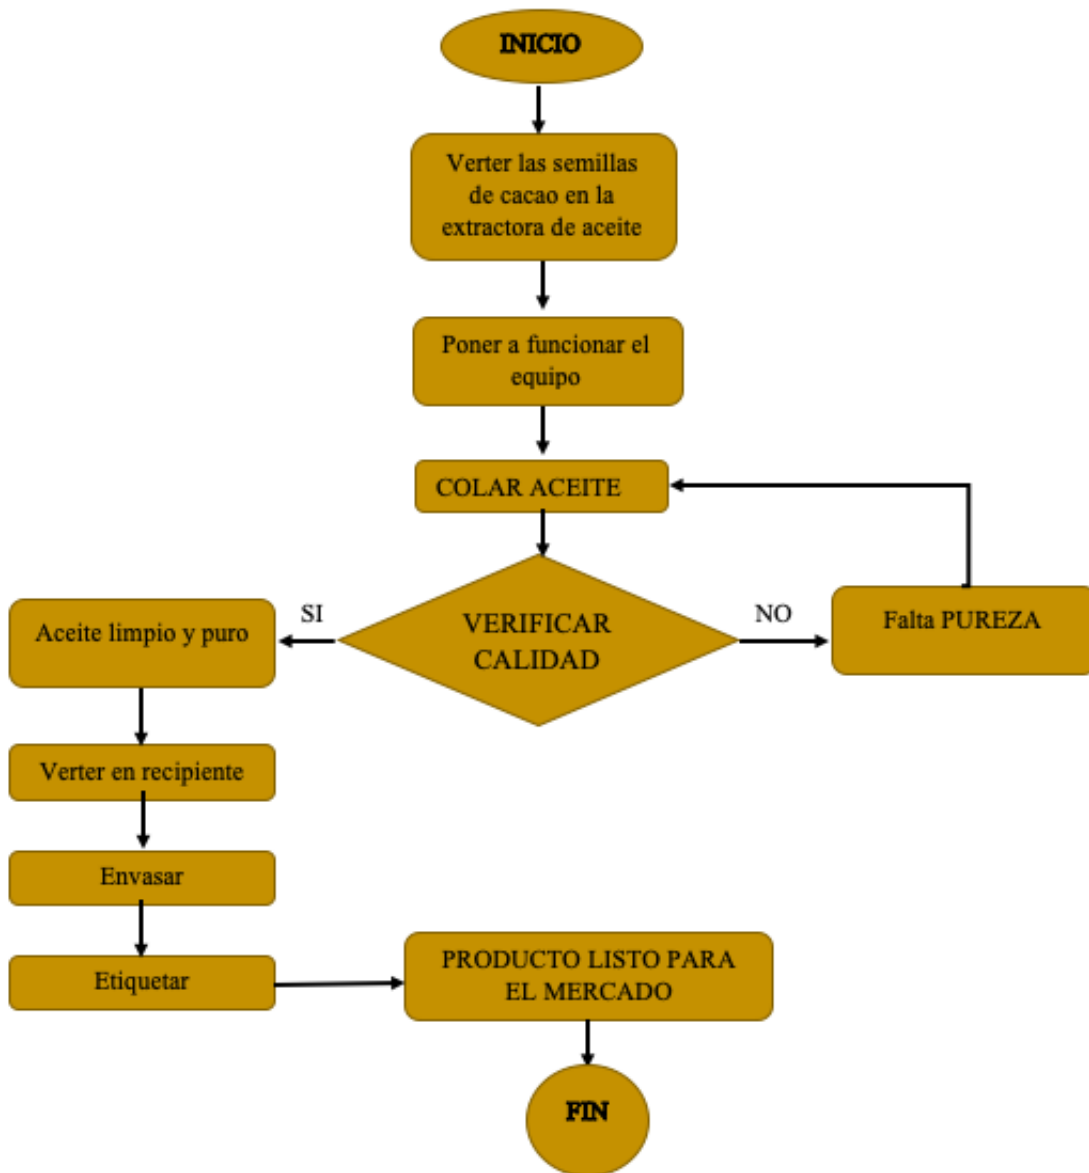 INICIO
Verter las semillas
de cacao en la
extractora de aceite
Poner a funcionar el
equipo
COLAR ACEITE
VERIFICAR
CALIDAD
SI
NO
Aceite limpio y puro
Falta PUREZA
Verter en recipiente
Envasar
Etiquetar
PRODUCTO LISTO PARA
EL MERCADO
FIN